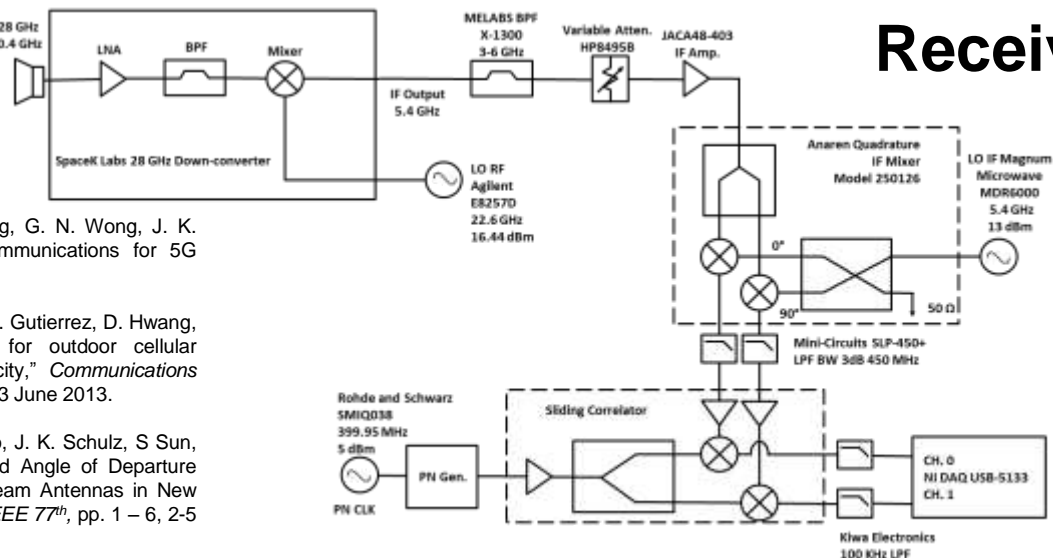 Receiv
28 GHz
0.4 GHz
LNA
BPF
Mixer
SpaceK Labs 28 GHz Down-converter
IF Output
5.4 GHz
MELABS BPF
X-1300
3-6 GHz
Variable Atten.
HP8495B
JACA48-403
IF Amp.
LO RF
Agilent
E8257D
22.6 GHz
16.44 dBm
Anaren Quadrature
IF Mixer
Model 250126
LO IF Magnum
Microwave
MDR6000
5.4 GHz
13 dBm
0°
90°
50 Ω
Mini-Circuits SLP-450+
LPF BW 3dB 450 MHz
g, G. N. Wong, J. K.
mmunications for 5G
. Gutierrez, D. Hwang,
for outdoor cellular
city," Communications
3 June 2013.
, J. K. Schulz, S Sun,
d Angle of Departure
eam Antennas in New
EEE 77th, pp. 1 – 6, 2-5
Rohde and Schwarz
SMIQ03B
399.95 MHz
5 dBm
PN CLK
PN Gen.
Sliding Correlator
CH. 0
NI DAQ USB-5133
CH. 1
Kiwa Electronics
100 KHz LPF